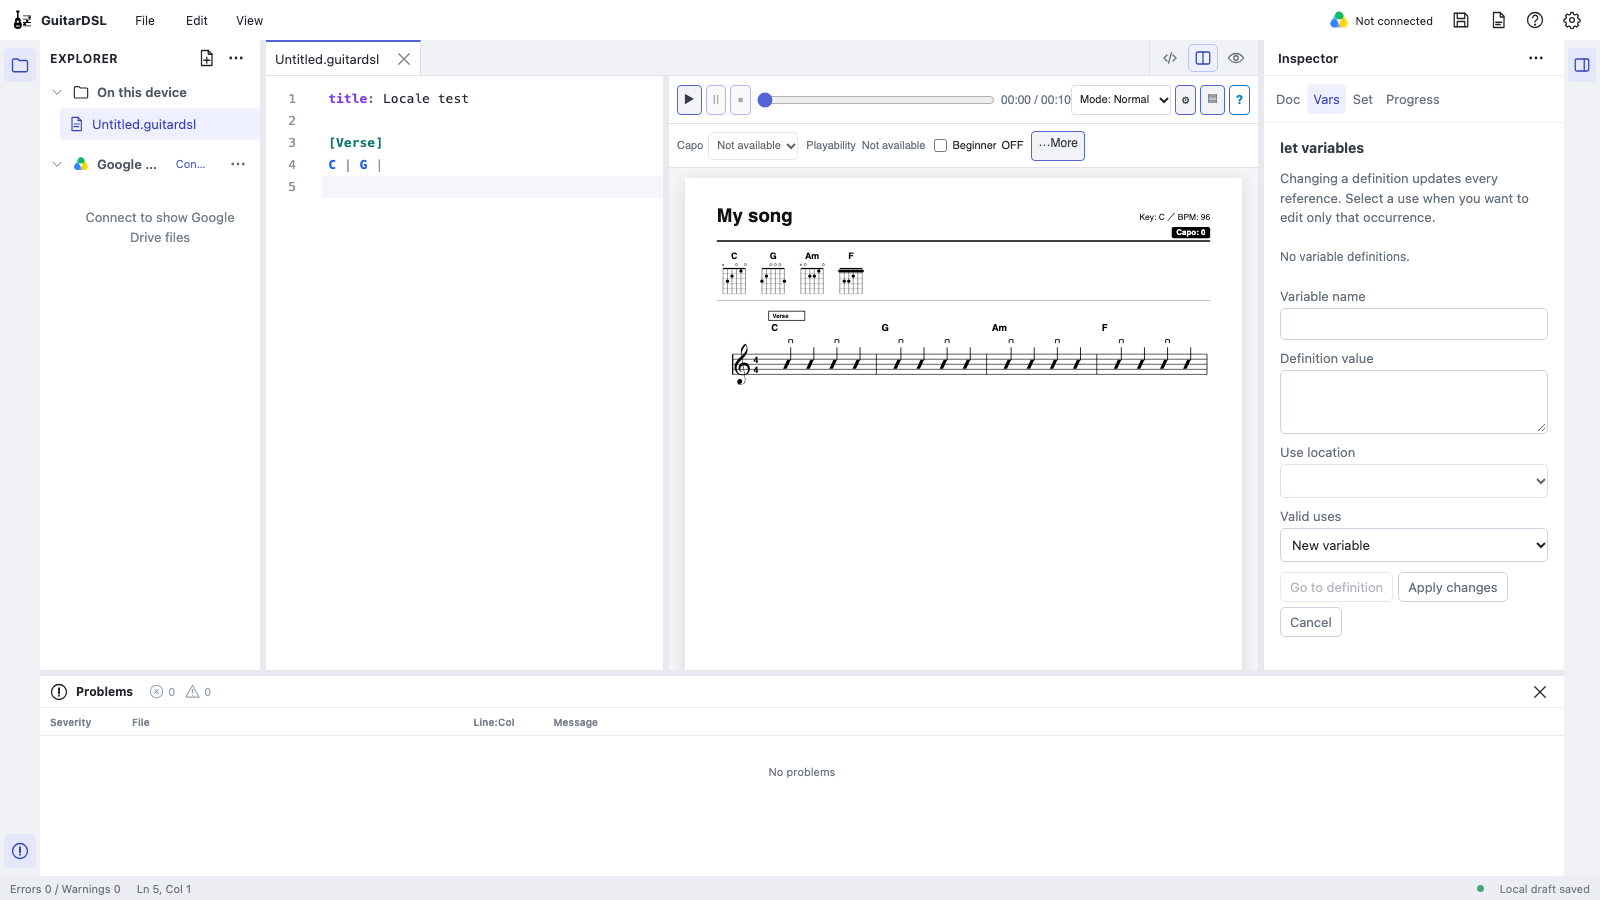 GuitarDSL File Edit View
Not connected
EXPLORER
On this device
Untitled.guitardsl
Google ... Con...
Connect to show Google
Drive files
Untitled.guitardsl
1 title: Locale test
2
3 [Verse]
4 C | G |
5
00:00 / 00:10 Mode: Normal ?
Capo Not available Playability Not available Beginner OFF ...More
My song
Key: C / BPM: 96
Capo: 0
C G Am F
Verse
C G Am F
4
4
Inspector
Doc Vars Set Progress
let variables
Changing a definition updates every
reference. Select a use when you want to
edit only that occurrence.
No variable definitions.
Variable name
Definition value
Use location
Valid uses
New variable
Go to definition Apply changes
Cancel
Problems 0 0
Severity File Line:Col Message
No problems
Errors 0 / Warnings 0 Ln 5, Col 1
Local draft saved